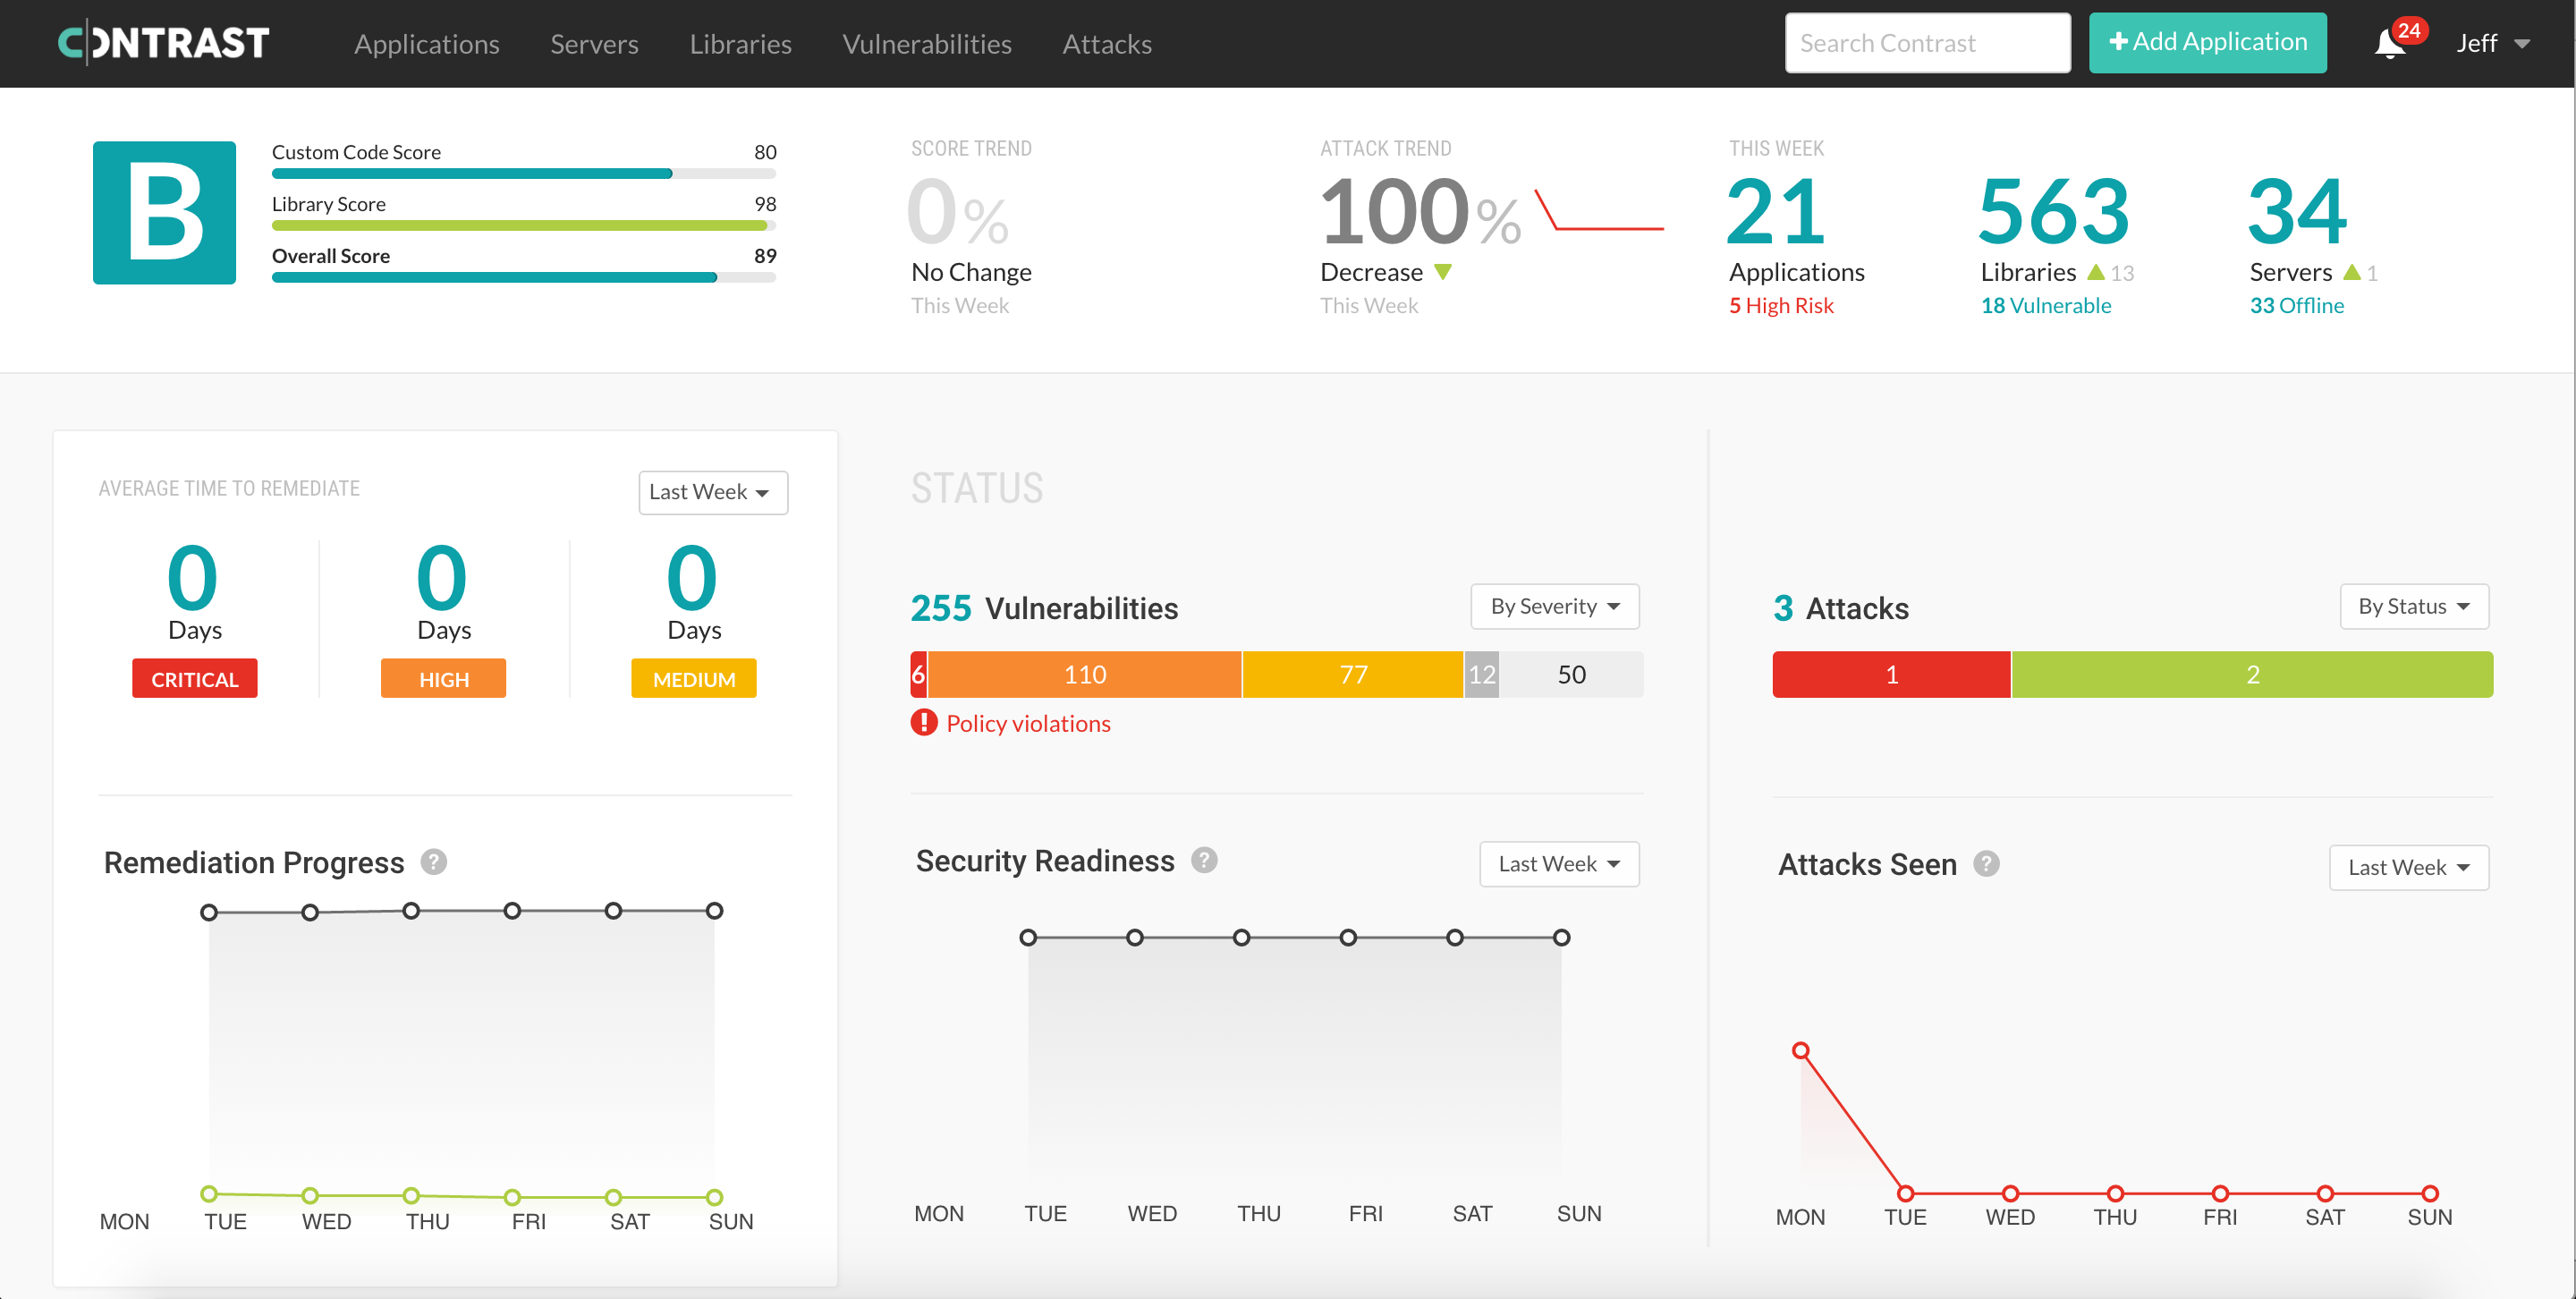 CONTRAST
Applications Servers Libraries Vulnerabilities Attacks
Search Contrast
+ Add Application
24
Jeff
B
Custom Code Score 80
Library Score 98
Overall Score 89
SCORE TREND
0%
No Change
This Week
ATTACK TREND
100%
Decrease
This Week
THIS WEEK
21
Applications
5 High Risk
563
Libraries 13
18 Vulnerable
34
Servers 1
33 Offline
AVERAGE TIME TO REMEDIATE
Last Week
0 0 0
Days Days Days
CRITICAL HIGH MEDIUM
Remediation Progress ?
MON TUE WED THU FRI SAT SUN
STATUS
255 Vulnerabilities
By Severity
6 110 77 12 50
! Policy violations
Security Readiness ?
Last Week
MON TUE WED THU FRI SAT SUN
3 Attacks
By Status
1 2
Attacks Seen ?
Last Week
MON TUE WED THU FRI SAT SUN